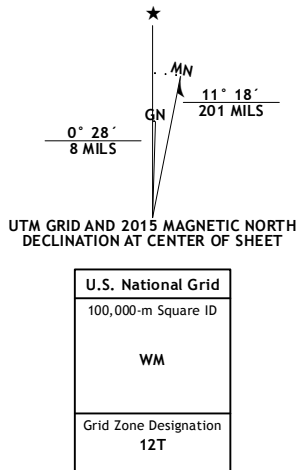 ★
MN
GN
11° 18´
201 MILS
0° 28´
8 MILS
UTM GRID AND 2015 MAGNETIC NORTH
DECLINATION AT CENTER OF SHEET
U.S. National Grid
100,000-m Square ID
WM
Grid Zone Designation
12T